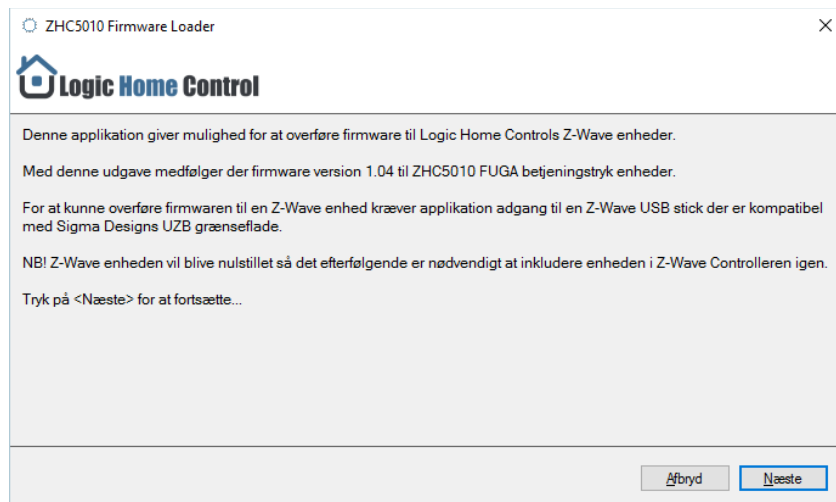 ZHC5010 Firmware Loader
Logic Home Control
Denne applikation giver mulighed for at overføre firmware til Logic Home Controls Z-Wave enheder.
Med denne udgave medfølger der firmware version 1.04 til ZHC5010 FUGA betjeningstryk enheder.
For at kunne overføre firmwaren til en Z-Wave enhed kræver applikation adgang til en Z-Wave USB stick der er kompatibel
med Sigma Designs UZB grænseflade.
NB! Z-Wave enheden vil blive nulstillet så det efterfølgende er nødvendigt at inkludere enheden i Z-Wave Controlleren igen.
Tryk på <Næste> for at fortsætte...
Afbryd Næste